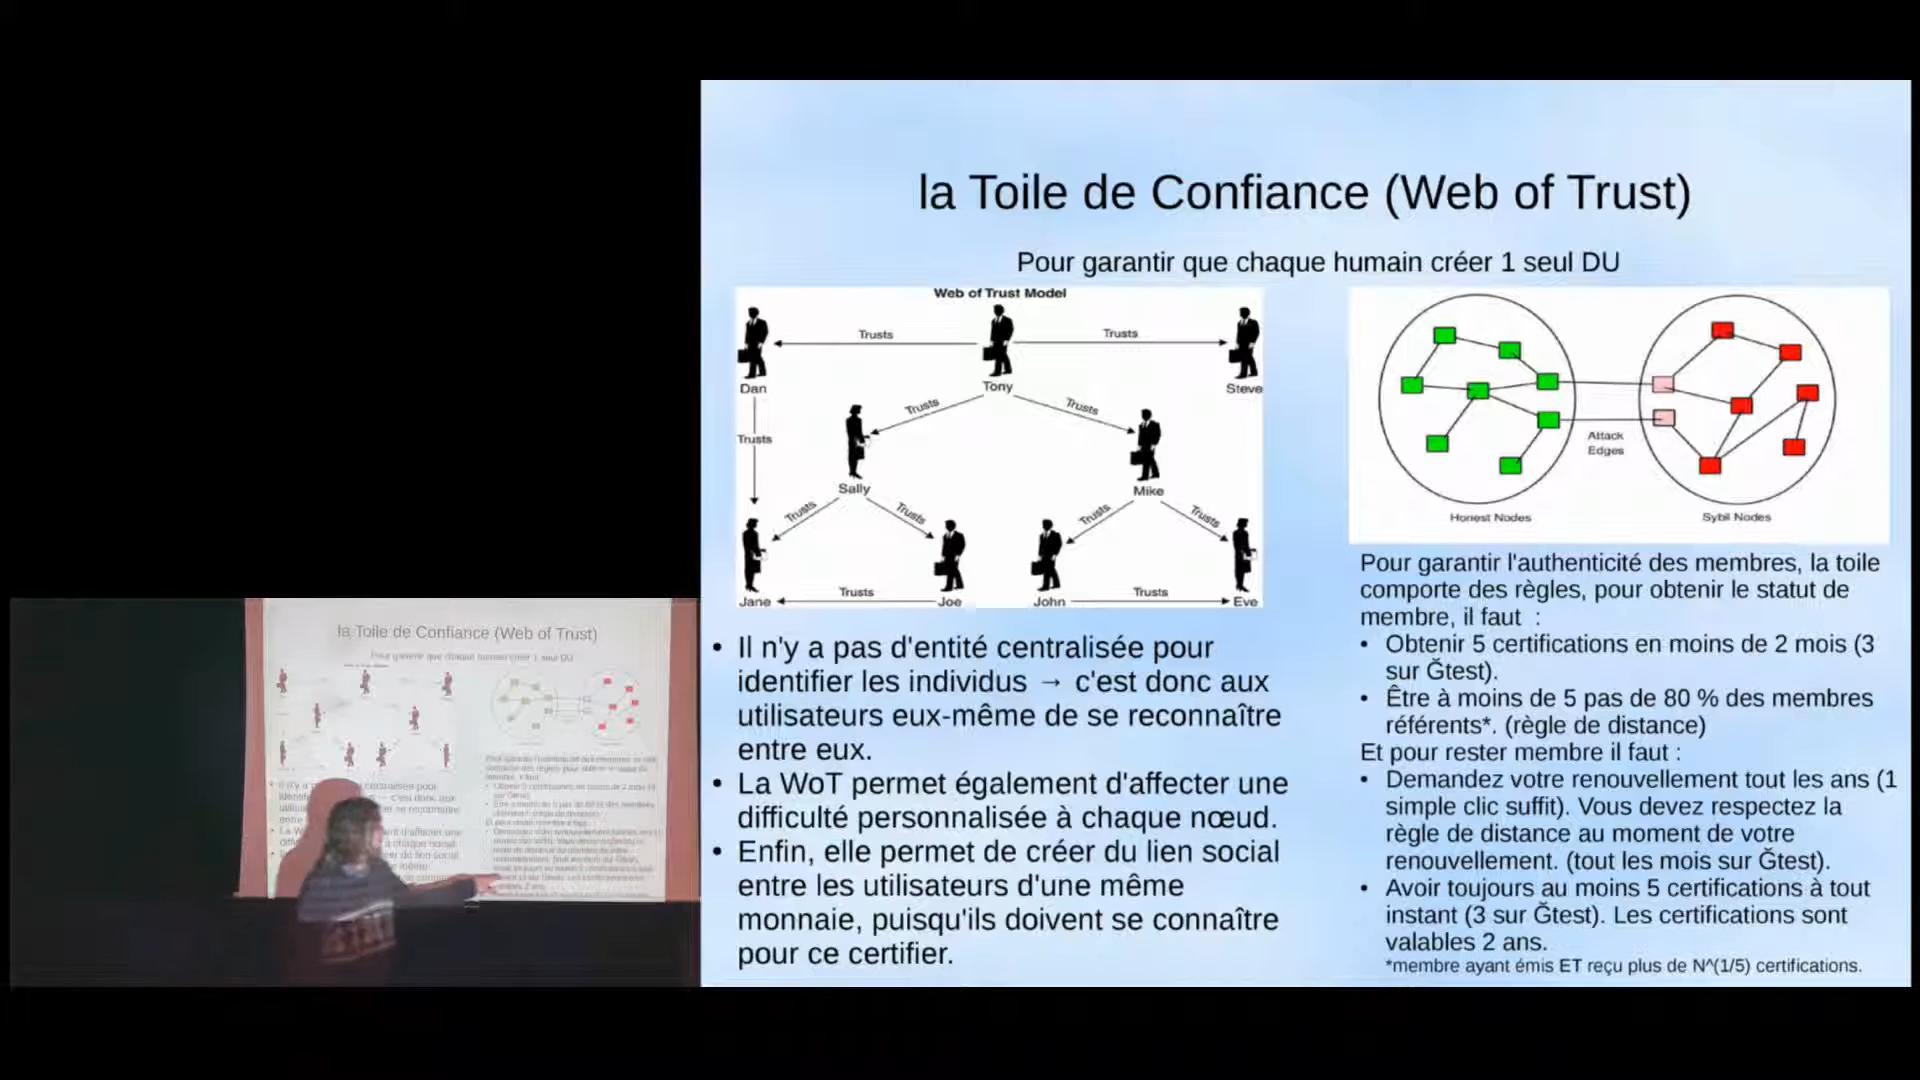 la Toile de Confiance (Web of Trust)
Pour garantir que chaque humain créer 1 seul DU
Web of Trust Model
Trusts
Trusts
Dan
Tony
Steve
Trusts
Trusts
Trusts
Sally
Mike
Trusts
Trusts
Trusts
Trusts
Jane
Trusts
Joe
John
Trusts
Eve
Il n'y a pas d'entité centralisée pour
identifier les individus → c'est donc aux
utilisateurs eux-même de se reconnaître
entre eux.
La WoT permet également d'affecter une
difficulté personnalisée à chaque nœud.
Enfin, elle permet de créer du lien social
entre les utilisateurs d'une même
monnaie, puisqu'ils doivent se connaître
pour ce certifier.
Attack
Edges
Honest Nodes
Sybil Nodes
Pour garantir l'authenticité des membres, la toile
comporte des règles, pour obtenir le statut de
membre, il faut :
Obtenir 5 certifications en moins de 2 mois (3
sur Ğtest).
Être à moins de 5 pas de 80 % des membres
référents*. (règle de distance)
Et pour rester membre il faut :
Demandez votre renouvellement tout les ans (1
simple clic suffit). Vous devez respectez la
règle de distance au moment de votre
renouvellement. (tout les mois sur Ğtest).
Avoir toujours au moins 5 certifications à tout
instant (3 sur Ğtest). Les certifications sont
valables 2 ans.
*membre ayant émis ET reçu plus de N^(1/5) certifications.
la Toile de Confiance (Web of Trust)
Pour garantir que chaque humain créer 1 seul DU